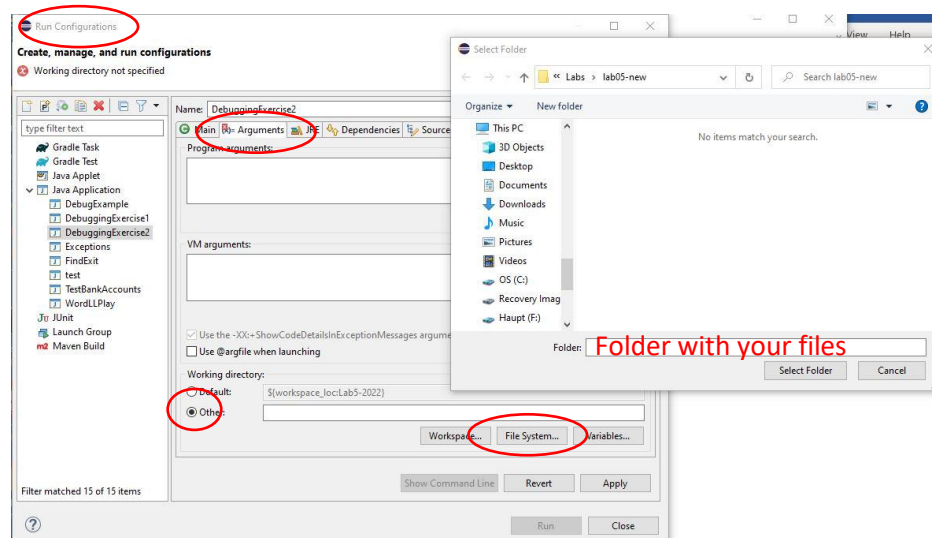 Run Configurations
Create, manage, and run configurations
Working directory not specified
type filter text
Gradle Task
Gradle Test
Java Applet
Java Application
DebugExample
DebuggingExercise1
DebuggingExercise2
Exceptions
FindExit
test
TestBankAccounts
WordLLPlay
JUnit
Launch Group
Maven Build
Filter matched 15 of 15 items
Name: DebuggingExercise2
Main Arguments JRE Dependencies Source
Program arguments:
VM arguments:
Use the -XX:+ShowCodeDetailsInExceptionMessages argume
Use @argfile when launching
Working directory:
Default: ${workspace_loc:Lab5-2022}
Other:
Workspace... File System... Variables...
Show Command Line Revert Apply
Run Close
View Help
Select Folder
« Labs › lab05-new
Search lab05-new
Organize New folder
This PC
3D Objects
Desktop
Documents
Downloads
Music
Pictures
Videos
OS (C:)
Recovery Imag
Haupt (F:)
No items match your search.
Folder: Folder with your files
Select Folder Cancel